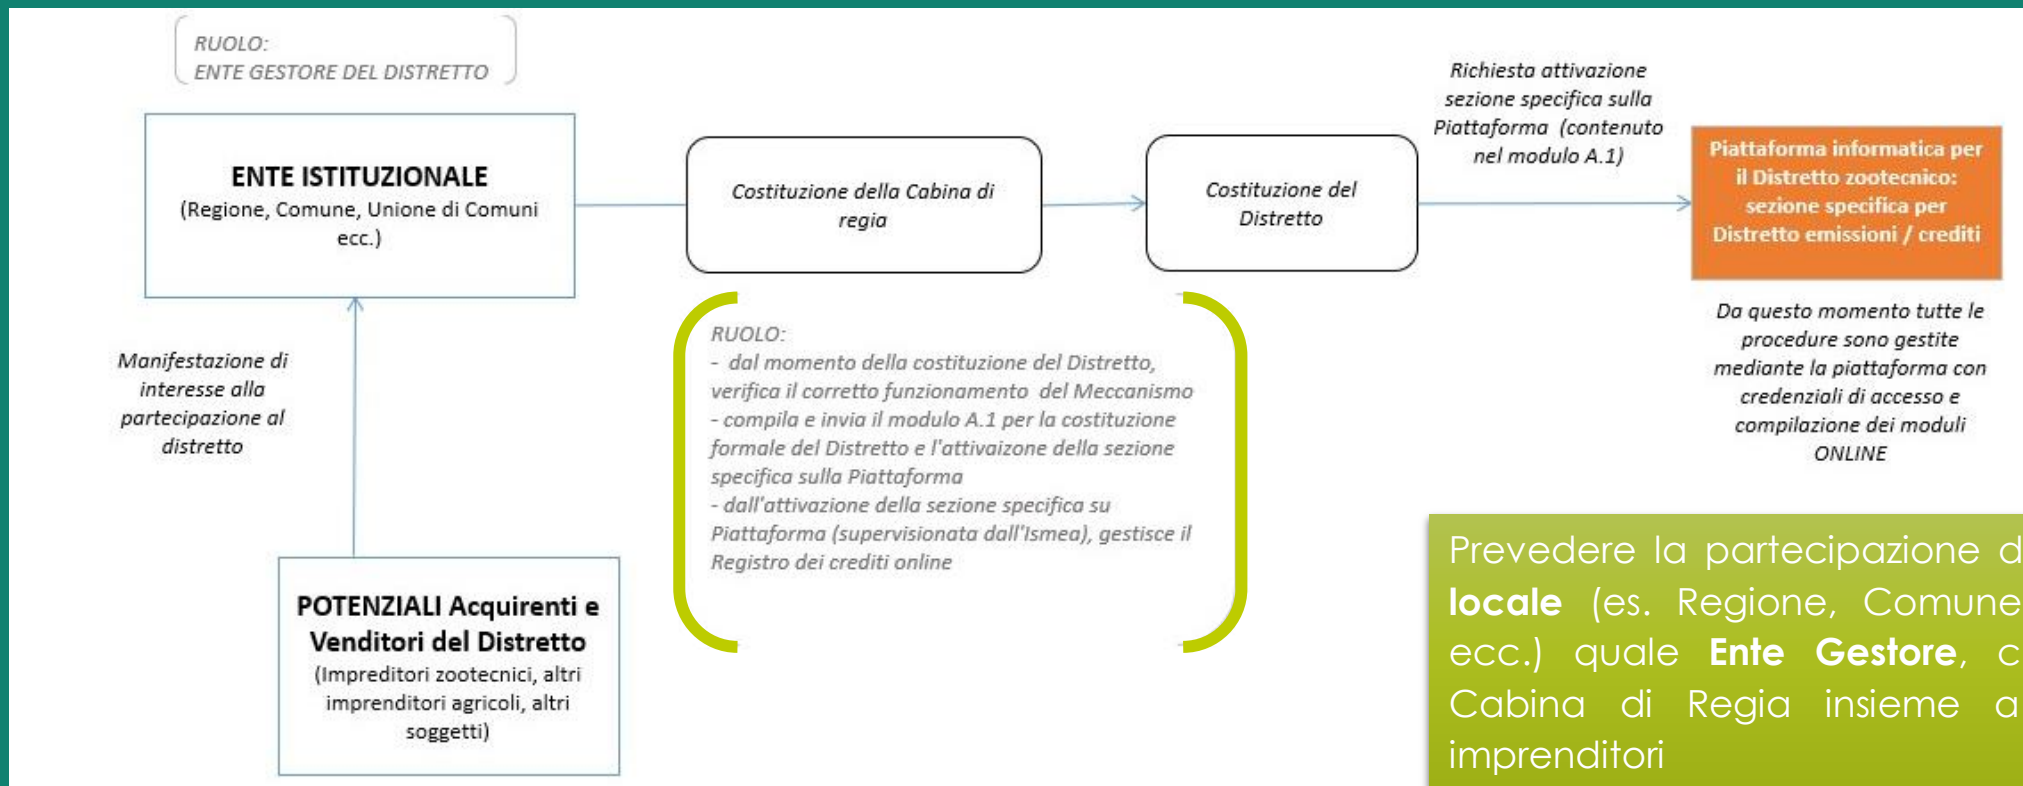 RUOLO:
ENTE GESTORE DEL DISTRETTO
ENTE ISTITUZIONALE
(Regione, Comune, Unione di Comuni
ecc.)
Costituzione della Cabina di
regia
Costituzione del
Distretto
Richiesta attivazione
sezione specifica sulla
Piattaforma (contenuto
nel modulo A.1)
Piattaforma informatica per
il Distretto zootecnico:
sezione specifica per
Distretto emissioni / crediti
Da questo momento tutte le
procedure sono gestite
mediante la piattaforma con
credenziali di accesso e
compilazione dei moduli
ONLINE
Manifestazione di
interesse alla
partecipazione al
distretto
RUOLO:
- dal momento della costituzione del Distretto,
verifica il corretto funzionamento del Meccanismo
- compila e invia il modulo A.1 per la costituzione
formale del Distretto e l'attivaizone della sezione
specifica sulla Piattaforma
- dall'attivazione della sezione specifica su
Piattaforma (supervisionata dall'Ismea), gestisce il
Registro dei crediti online
POTENZIALI Acquirenti e
Venditori del Distretto
(Impreditori zootecnici, altri
imprenditori agricoli, altri
soggetti)
Prevedere la partecipazione d
locale (es. Regione, Comune
ecc.) quale Ente Gestore, c
Cabina di Regia insieme a
imprenditori